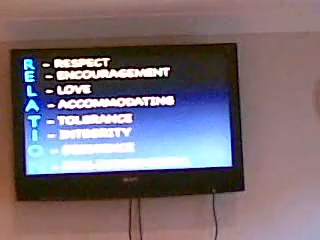 R - RESPECT
E - ENCOURAGEMENT
L - LOVE
A - ACCOMMODATING
T - TOLERANCE
I - INTEGRITY
O -